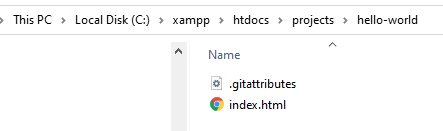 This PC > Local Disk (C:) > xampp > htdocs > projects > hello-world
Name
.gitattributes
index.html